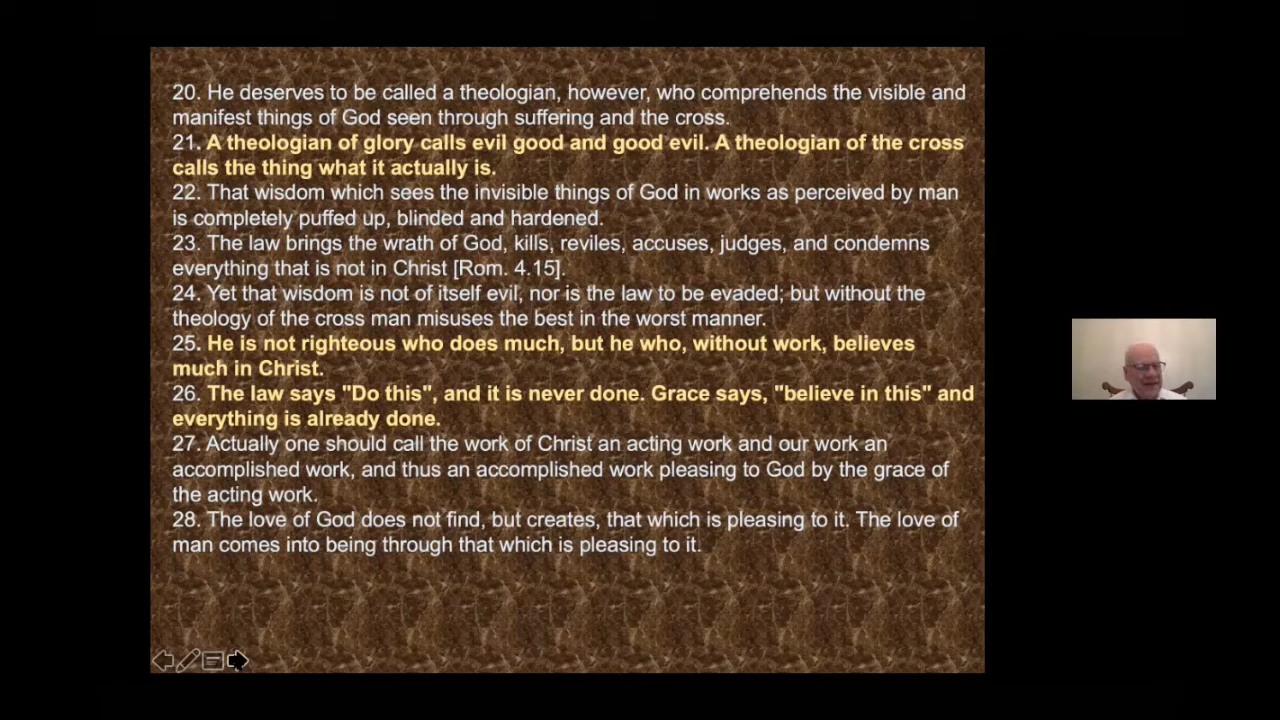 20. He deserves to be called a theologian, however, who comprehends the visible and
manifest things of God seen through suffering and the cross.
21. A theologian of glory calls evil good and good evil. A theologian of the cross
calls the thing what it actually is.
22. That wisdom which sees the invisible things of God in works as perceived by man
is completely puffed up, blinded and hardened.
23. The law brings the wrath of God, kills, reviles, accuses, judges, and condemns
everything that is not in Christ [Rom. 4.15].
24. Yet that wisdom is not of itself evil, nor is the law to be evaded; but without the
theology of the cross man misuses the best in the worst manner.
25. He is not righteous who does much, but he who, without work, believes
much in Christ.
26. The law says "Do this", and it is never done. Grace says, "believe in this" and
everything is already done.
27. Actually one should call the work of Christ an acting work and our work an
accomplished work, and thus an accomplished work pleasing to God by the grace of
the acting work.
28. The love of God does not find, but creates, that which is pleasing to it. The love of
man comes into being through that which is pleasing to it.